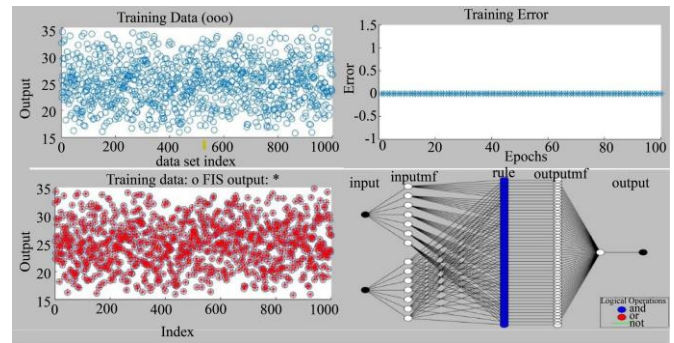 Training Data (ooo)
35
30
25
20
15
Output
0
200
400
600
800
1000
data set index
Training Error
1.5
1
0.5
0
-0.5
-1
Error
0
20
40
60
80
100
Epochs
Training data: o FIS output: *
35
30
25
20
15
Output
0
200
400
600
800
1000
Index
input
inputmf
rule
outputmf
output
Logical Operations
and
or
not